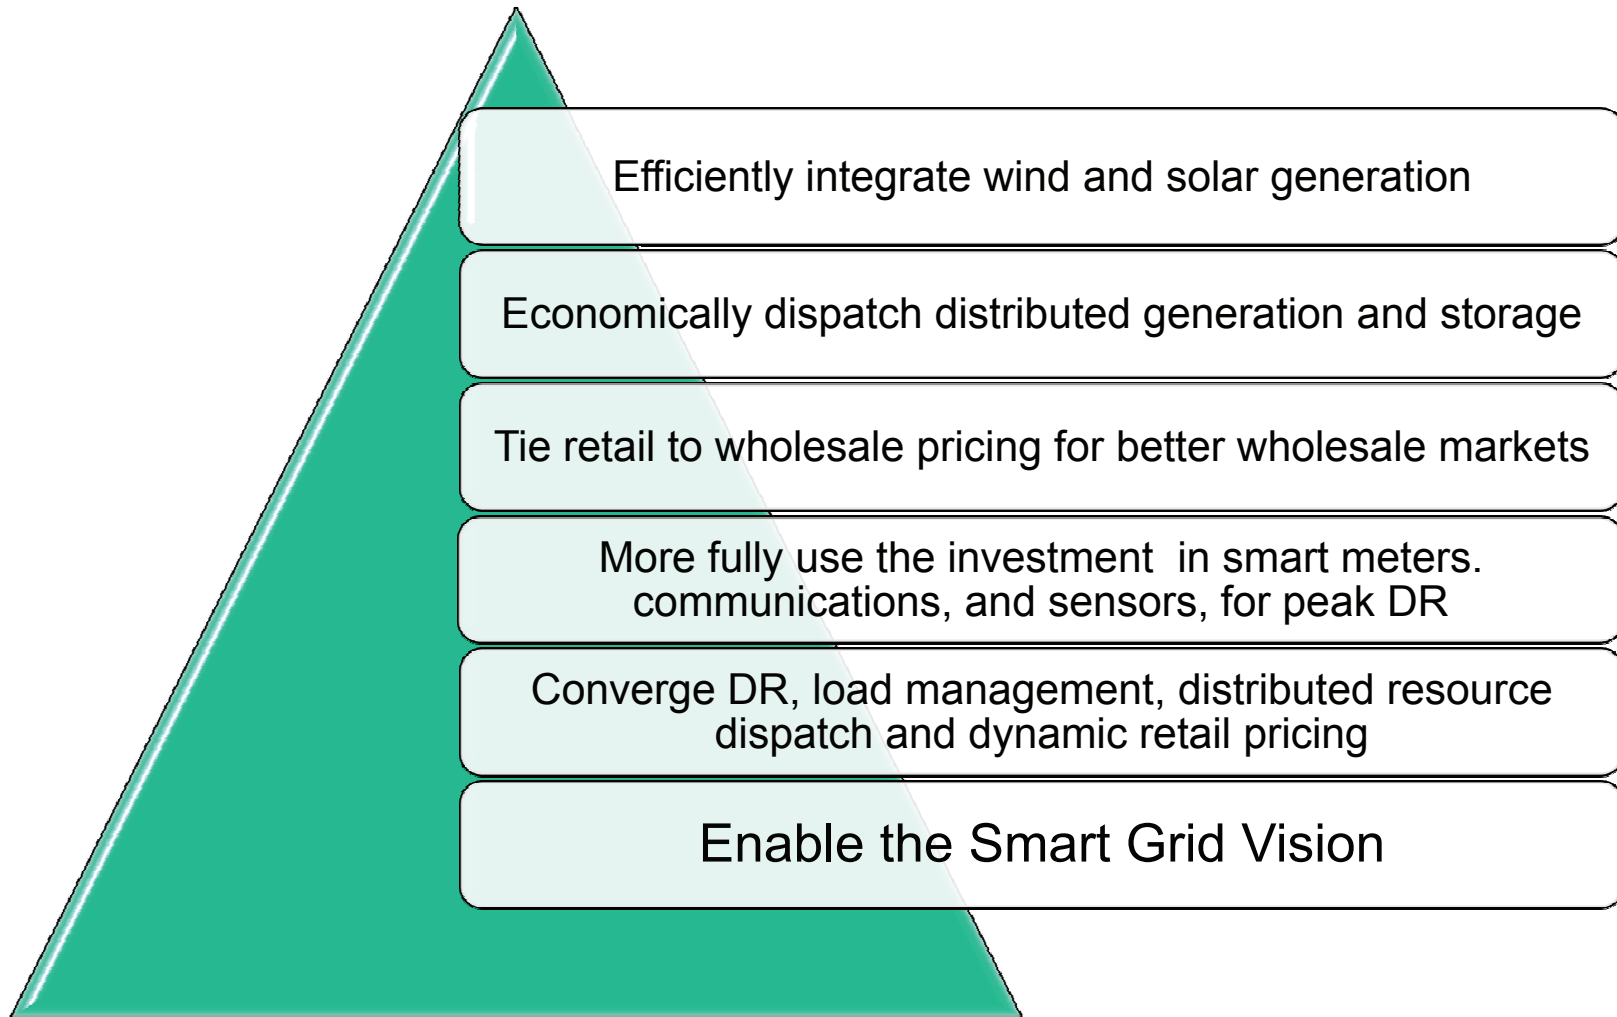 Efficiently integrate wind and solar generation
Economically dispatch distributed generation and storage
Tie retail to wholesale pricing for better wholesale markets
More fully use the investment  in smart meters.
communications, and sensors, for peak DR
Converge DR, load management, distributed resource
dispatch and dynamic retail pricing
Enable the Smart Grid Vision